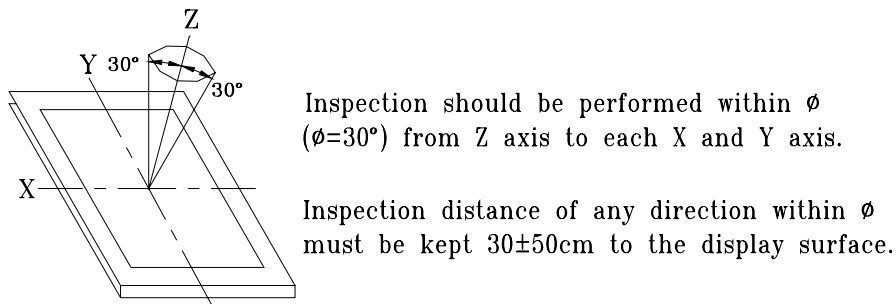 Z
Y 30°
30°
X
Inspection should be performed within ø
(ø=30°) from Z axis to each X and Y axis.
Inspection distance of any direction within ø
must be kept 30±50cm to the display surface.